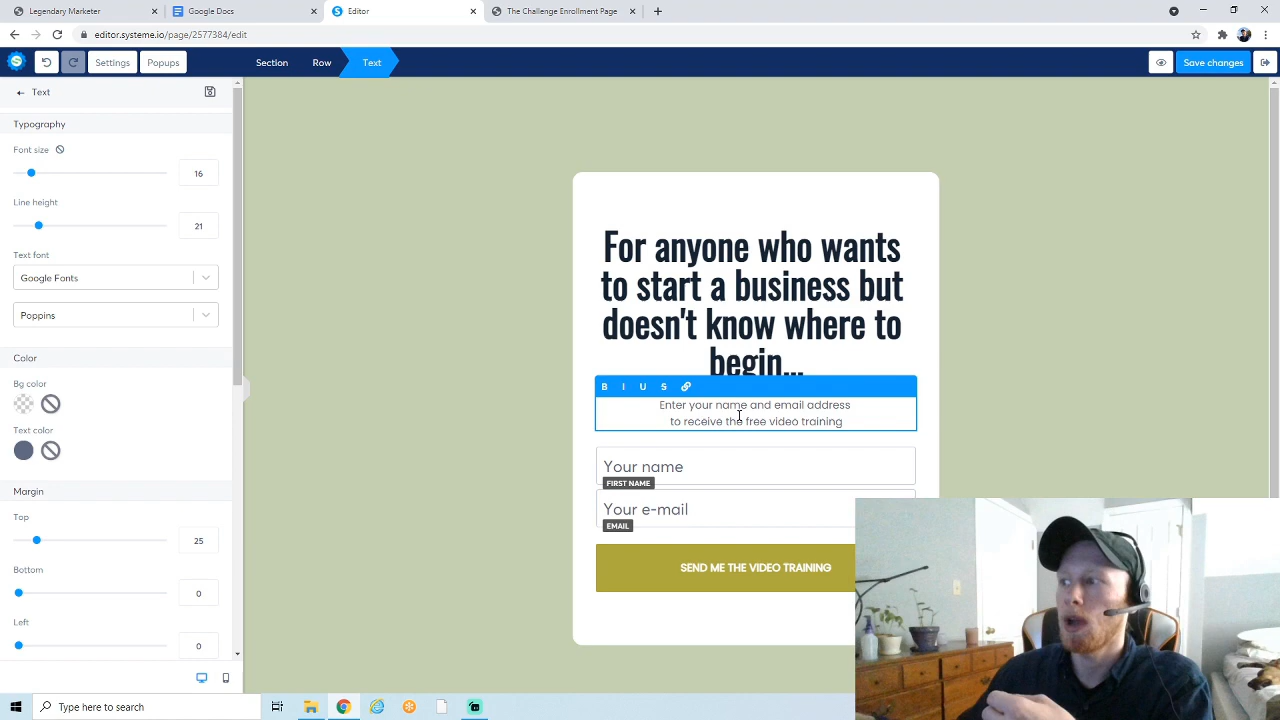 Legendary Marketer
Google Docs
Editor
The Challenge Enrollment Page
editor.systeme.io/page/2577384/edit
Settings
Popups
Section
Row
Text
Save changes
Text
Typography
Font size
16
Line height
21
Text font
Google Fonts
Poppins
Color
Bg color
Text color
Margin
Top
25
Bottom
0
Left
0
For anyone who wants
to start a business but
doesn't know where to
begin...
B I U S
Enter your name and email address
to receive the free video training
Your name
FIRST NAME
Your e-mail
EMAIL
SEND ME THE VIDEO TRAINING
Type here to search